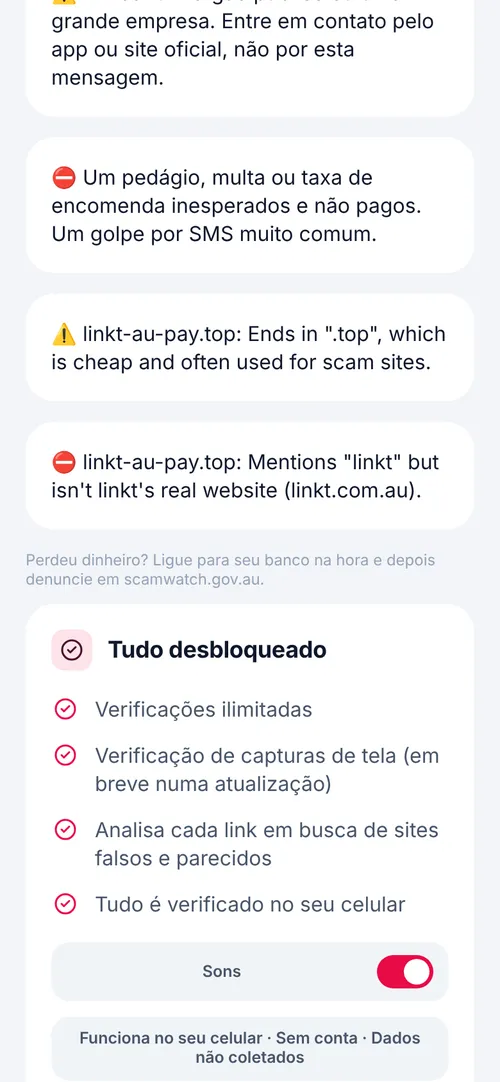 grande empresa. Entre em contato pelo
app ou site oficial, não por esta
mensagem.
⛔ Um pedágio, multa ou taxa de
encomenda inesperados e não pagos.
Um golpe por SMS muito comum.
⚠️ linkt-au-pay.top: Ends in ".top", which
is cheap and often used for scam sites.
⛔ linkt-au-pay.top: Mentions "linkt" but
isn't linkt's real website (linkt.com.au).
Perdeu dinheiro? Ligue para seu banco na hora e depois
denuncie em scamwatch.gov.au.
Tudo desbloqueado
Verificações ilimitadas
Verificação de capturas de tela (em
breve numa atualização)
Analisa cada link em busca de sites
falsos e parecidos
Tudo é verificado no seu celular
Sons
Funciona no seu celular · Sem conta · Dados
não coletados